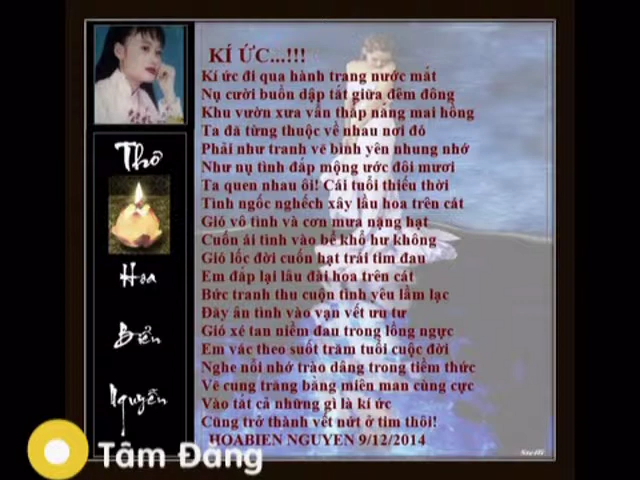 KÍ ỨC...!!!
Kí ức đi qua hành trang nước mắt
Nụ cười buồn dập tắt giữa đêm đông
Khu vườn xưa vẫn thắp nắng mai hồng
Ta đã từng thuộc về nhau nơi đó
Phải như tranh vẽ bình yên nhung nhớ
Như nụ tình đắp mộng ước đôi mươi
Ta quen nhau ôi! Cái tuổi thiếu thời
Tình ngốc nghếch xây lầu hoa trên cát
Gió vô tình và cơn mưa nặng hạt
Cuốn ái tình vào bể khổ hư không
Gió lốc đời cuốn hạt trái tim đau
Em đắp lại lâu đài hoa trên cát
Bức tranh thu cuộn tình yêu lầm lạc
Đầy ân tình vào vạn vết ưu tư
Gió xé tan niềm đau trong lồng ngực
Em vác theo suốt trăm tuổi cuộc đời
Nghe nỗi nhớ trào dâng trong tiềm thức
Vẽ cung trăng bằng miên man cùng cực
Vào tất cả những gì là kí ức
Cũng trở thành vết nứt ở tim thôi!
HOABIEN NGUYEN 9/12/2014
Thơ
Hoa
Biển
Nguyễn
Tâm Đăng